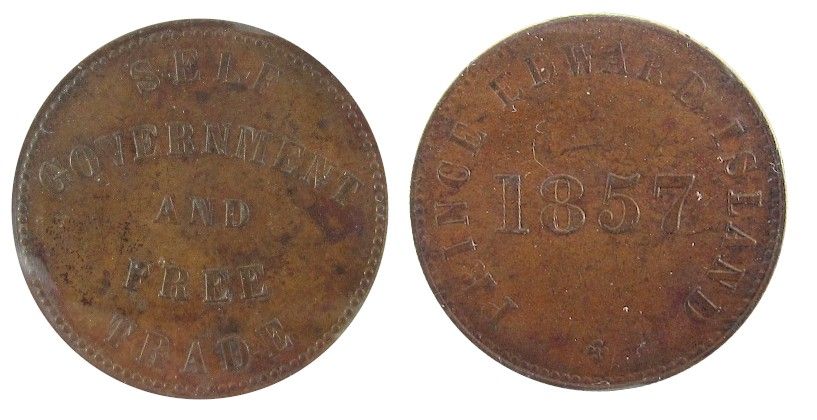 SELF
GOVERNMENT
AND
FREE
TRADE
PRINCE EDWARD ISLAND
1857